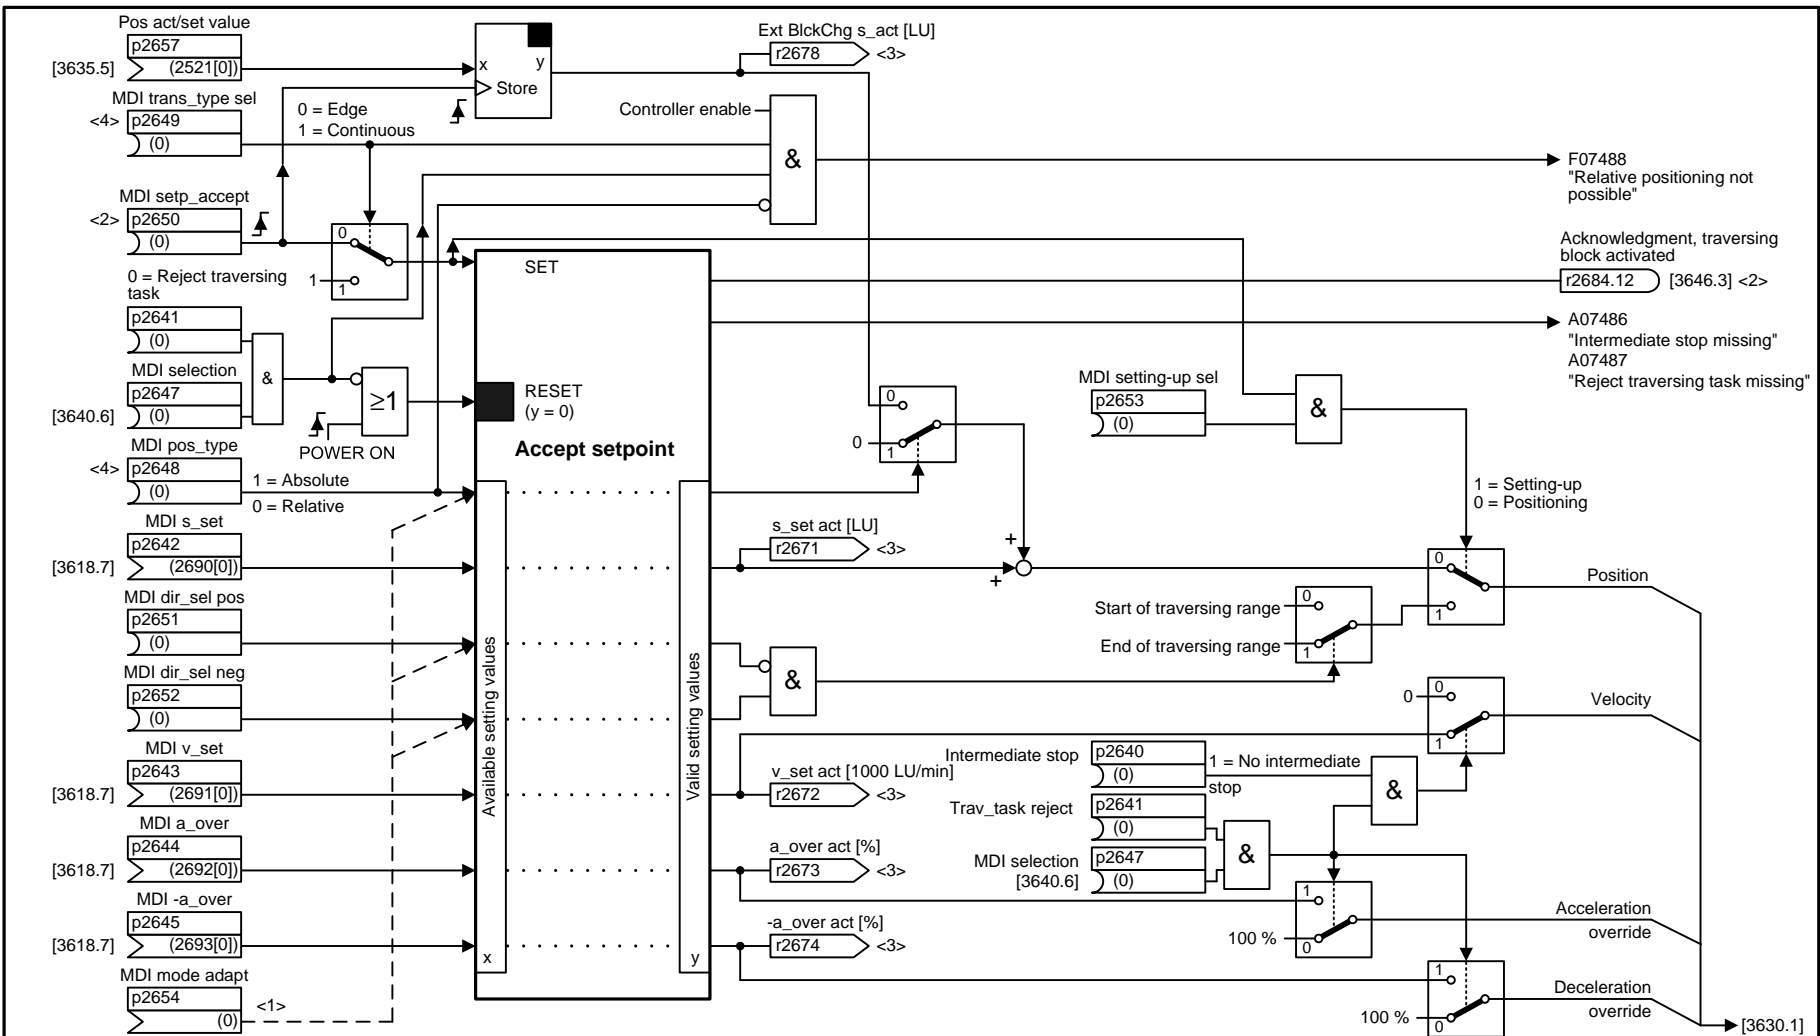 Pos act/set value
p2657
[3635.5]
(2521[0])
x
y
Store
Ext BlckChg s_act [LU]
r2678
<3>
MDI trans_type sel
<4>
p2649
(0)
0 = Edge
1 = Continuous
Controller enable
&
F07488
"Relative positioning not
possible"
MDI setp_accept
<2>
p2650
(0)
0
1
1
SET
Acknowledgment, traversing
block activated
r2684.12
[3646.3] <2>
0 = Reject traversing
task
p2641
(0)
A07486
"Intermediate stop missing"
A07487
"Reject traversing task missing"
MDI selection
p2647
[3640.6]
(0)
&
≥1
POWER ON
RESET
(y = 0)
Accept setpoint
0
0
1
MDI setting-up sel
p2653
(0)
&
MDI pos_type
<4>
p2648
(0)
1 = Absolute
0 = Relative
1 = Setting-up
0 = Positioning
MDI s_set
p2642
[3618.7]
(2690[0])
s_set act [LU]
r2671
<3>
+
+
0
1
Position
MDI dir_sel pos
p2651
(0)
Start of traversing range
0
End of traversing range
1
Available setting values
Valid setting values
&
MDI dir_sel neg
p2652
(0)
0
0
1
Velocity
MDI v_set
p2643
[3618.7]
(2691[0])
v_set act [1000 LU/min]
r2672
<3>
Intermediate stop
p2640
(0)
1 = No intermediate
stop
&
Trav_task reject
p2641
(0)
MDI a_over
p2644
[3618.7]
(2692[0])
a_over act [%]
r2673
<3>
MDI selection
[3640.6]
p2647
(0)
&
1
100 %
0
Acceleration
override
MDI -a_over
p2645
[3618.7]
(2693[0])
x
y
-a_over act [%]
r2674
<3>
MDI mode adapt
p2654
(0)
<1>
1
100 %
0
Deceleration
override
[3630.1]